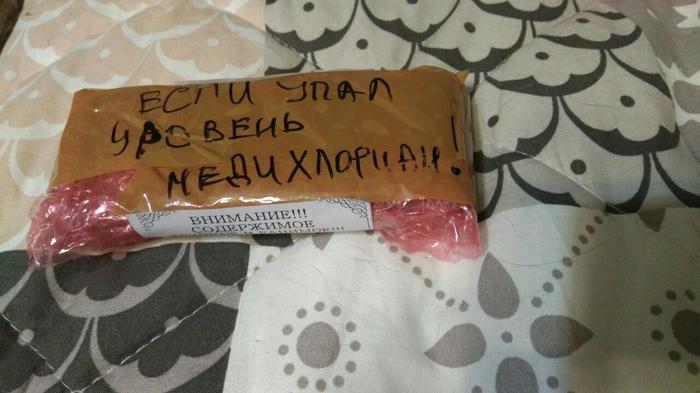 ЕСЛИ УПАЛ
УРОВЕНЬ
МЕДИХЛОРИАН!
ВНИМАНИЕ!!!
СОДЕРЖИМОЕ